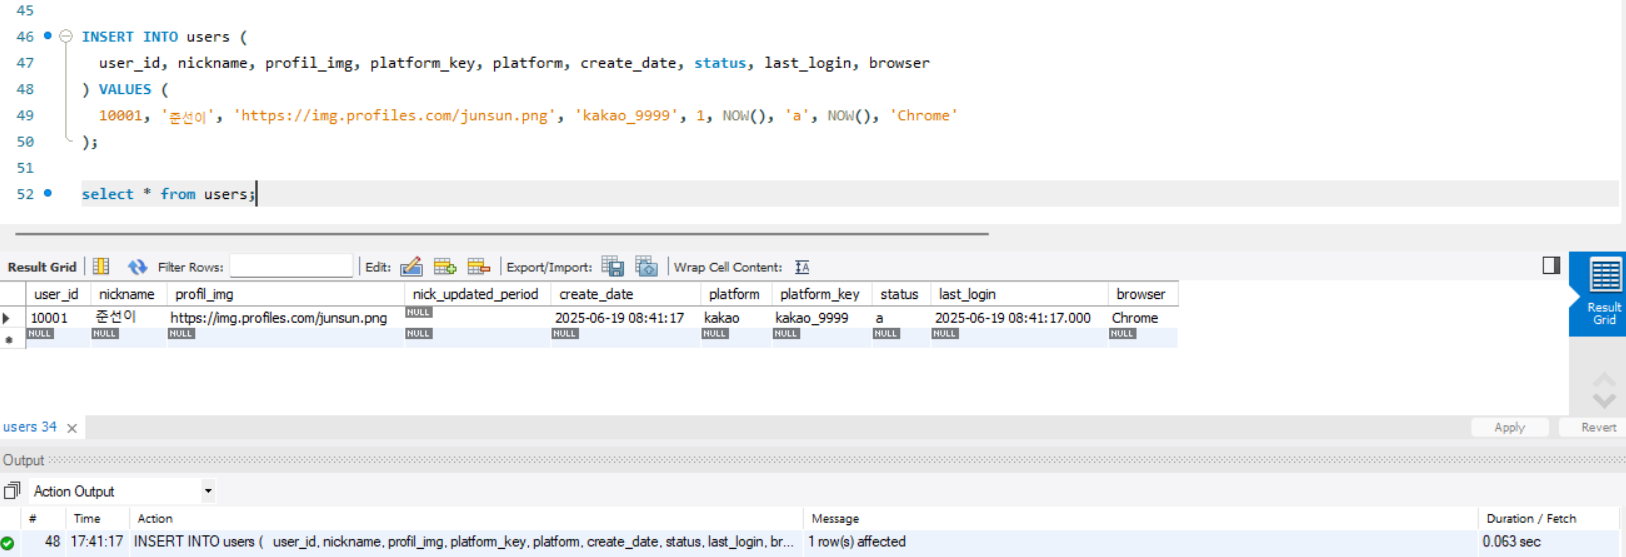 45
46 INSERT INTO users (
47 user_id, nickname, profil_img, platform_key, platform, create_date, status, last_login, browser
48 ) VALUES (
49 10001, '준선이', 'https://img.profiles.com/junsun.png', 'kakao_9999', 1, NOW(), 'a', NOW(), 'Chrome'
50 );
51
52 select * from users;
Result Grid Filter Rows: Edit: Export/Import: Wrap Cell Content:
user_id nickname profil_img nick_updated_period create_date platform platform_key status last_login browser
10001 준선이 https://img.profiles.com/junsun.png NULL 2025-06-19 08:41:17 kakao kakao_9999 a 2025-06-19 08:41:17.000 Chrome
NULL NULL NULL NULL NULL NULL NULL NULL NULL NULL
Result
Grid
users 34 Apply Revert
Output
Action Output
# Time Action Message Duration / Fetch
48 17:41:17 INSERT INTO users ( user_id, nickname, profil_img, platform_key, platform, create_date, status, last_login, br... 1 row(s) affected 0.063 sec